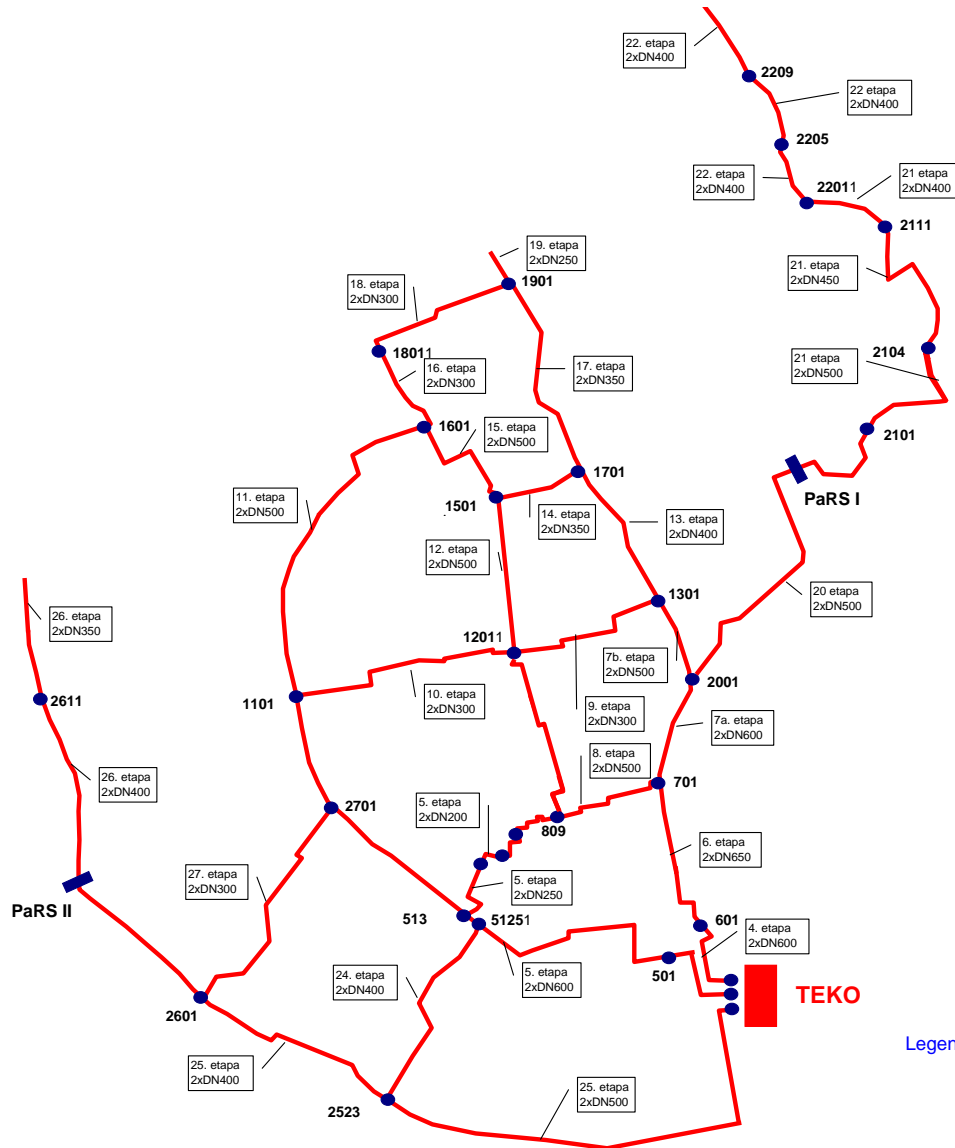 22. etapa
2xDN400
2209
22 etapa
2xDN400
2205
22. etapa
2xDN400
21 etapa
2xDN400
22011
2111
19. etapa
2xDN250
21. etapa
2xDN450
18. etapa
2xDN300
1901
2104
18011
16. etapa
2xDN300
17. etapa
2xDN350
21 etapa
2xDN500
1601
15. etapa
2xDN500
2101
1701
PaRS I
11. etapa
2xDN500
.1501
14. etapa
2xDN350
13. etapa
2xDN400
12. etapa
2xDN500
20 etapa
2xDN500
26. etapa
2xDN350
1301
12011
7b. etapa
2xDN500
2001
1101
10. etapa
2xDN300
9. etapa
2xDN300
7a. etapa
2xDN600
2611
26. etapa
2xDN400
8. etapa
2xDN500
701
2701
5. etapa
2xDN200
809
6. etapa
2xDN650
27. etapa
2xDN300
5. etapa
2xDN250
PaRS II
513
51251
601
4. etapa
2xDN600
24. etapa
2xDN400
5. etapa
2xDN600
501
TEKO
2601
Legen
25. etapa
2xDN400
25. etapa
2xDN500
2523